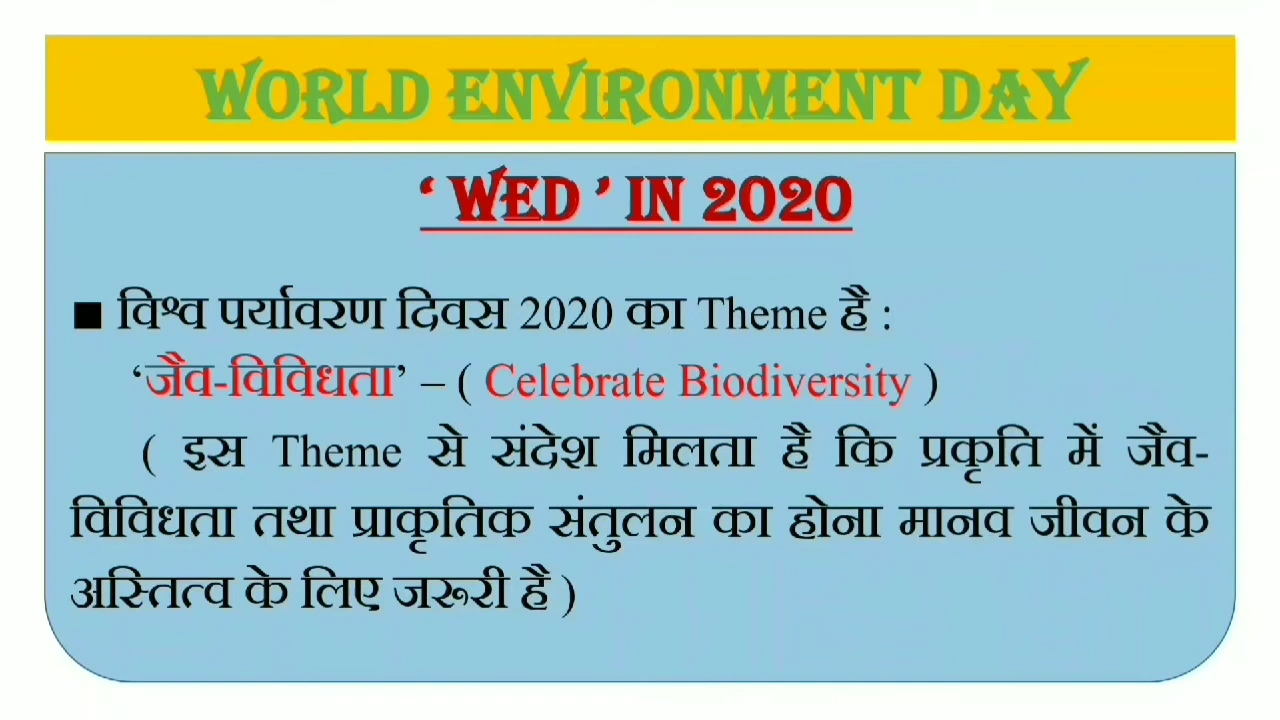 WORLD ENVIRONMENT DAY
‘ WED ’ IN 2020
■ विश्व पर्यावरण दिवस 2020 का Theme है :
‘जैव-विविधता’ – ( Celebrate Biodiversity )
( इस Theme से संदेश मिलता है कि प्रकृति में जैव-
विविधता तथा प्राकृतिक संतुलन का होना मानव जीवन के
अस्तित्व के लिए जरूरी है )